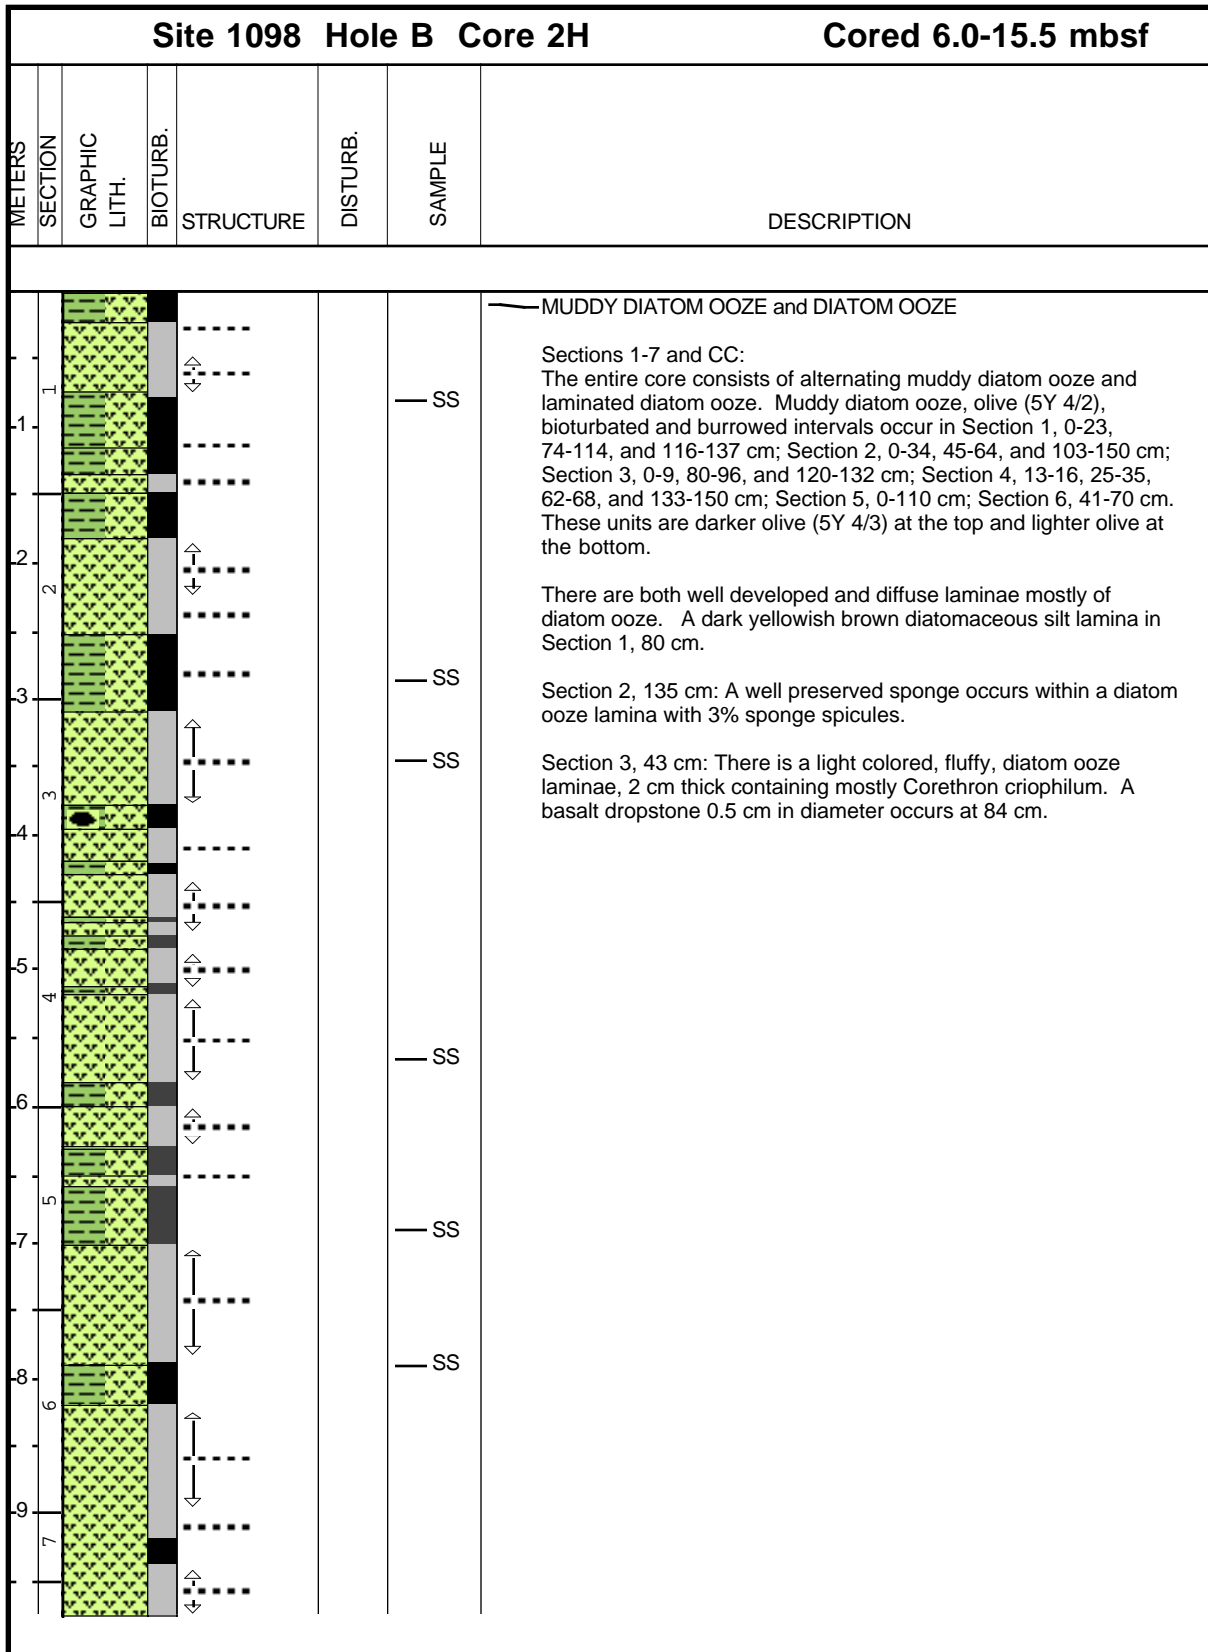 Site 1098 Hole B Core 2H Cored 6.0-15.5 mbsf
METERS
SECTION
GRAPHIC
LITH.
BIOTURB.
STRUCTURE
DISTURB.
SAMPLE
DESCRIPTION
MUDDY DIATOM OOZE and DIATOM OOZE
Sections 1-7 and CC:
The entire core consists of alternating muddy diatom ooze and
laminated diatom ooze. Muddy diatom ooze, olive (5Y 4/2),
bioturbated and burrowed intervals occur in Section 1, 0-23,
74-114, and 116-137 cm; Section 2, 0-34, 45-64, and 103-150 cm;
Section 3, 0-9, 80-96, and 120-132 cm; Section 4, 13-16, 25-35,
62-68, and 133-150 cm; Section 5, 0-110 cm; Section 6, 41-70 cm.
These units are darker olive (5Y 4/3) at the top and lighter olive at
the bottom.
There are both well developed and diffuse laminae mostly of
diatom ooze. A dark yellowish brown diatomaceous silt lamina in
Section 1, 80 cm.
Section 2, 135 cm: A well preserved sponge occurs within a diatom
ooze lamina with 3% sponge spicules.
Section 3, 43 cm: There is a light colored, fluffy, diatom ooze
laminae, 2 cm thick containing mostly Corethron criophilum. A
basalt dropstone 0.5 cm in diameter occurs at 84 cm.
1
SS
1
2
2
SS
3
SS
3
4
5
4
SS
6
5
SS
7
SS
8
6
9
7